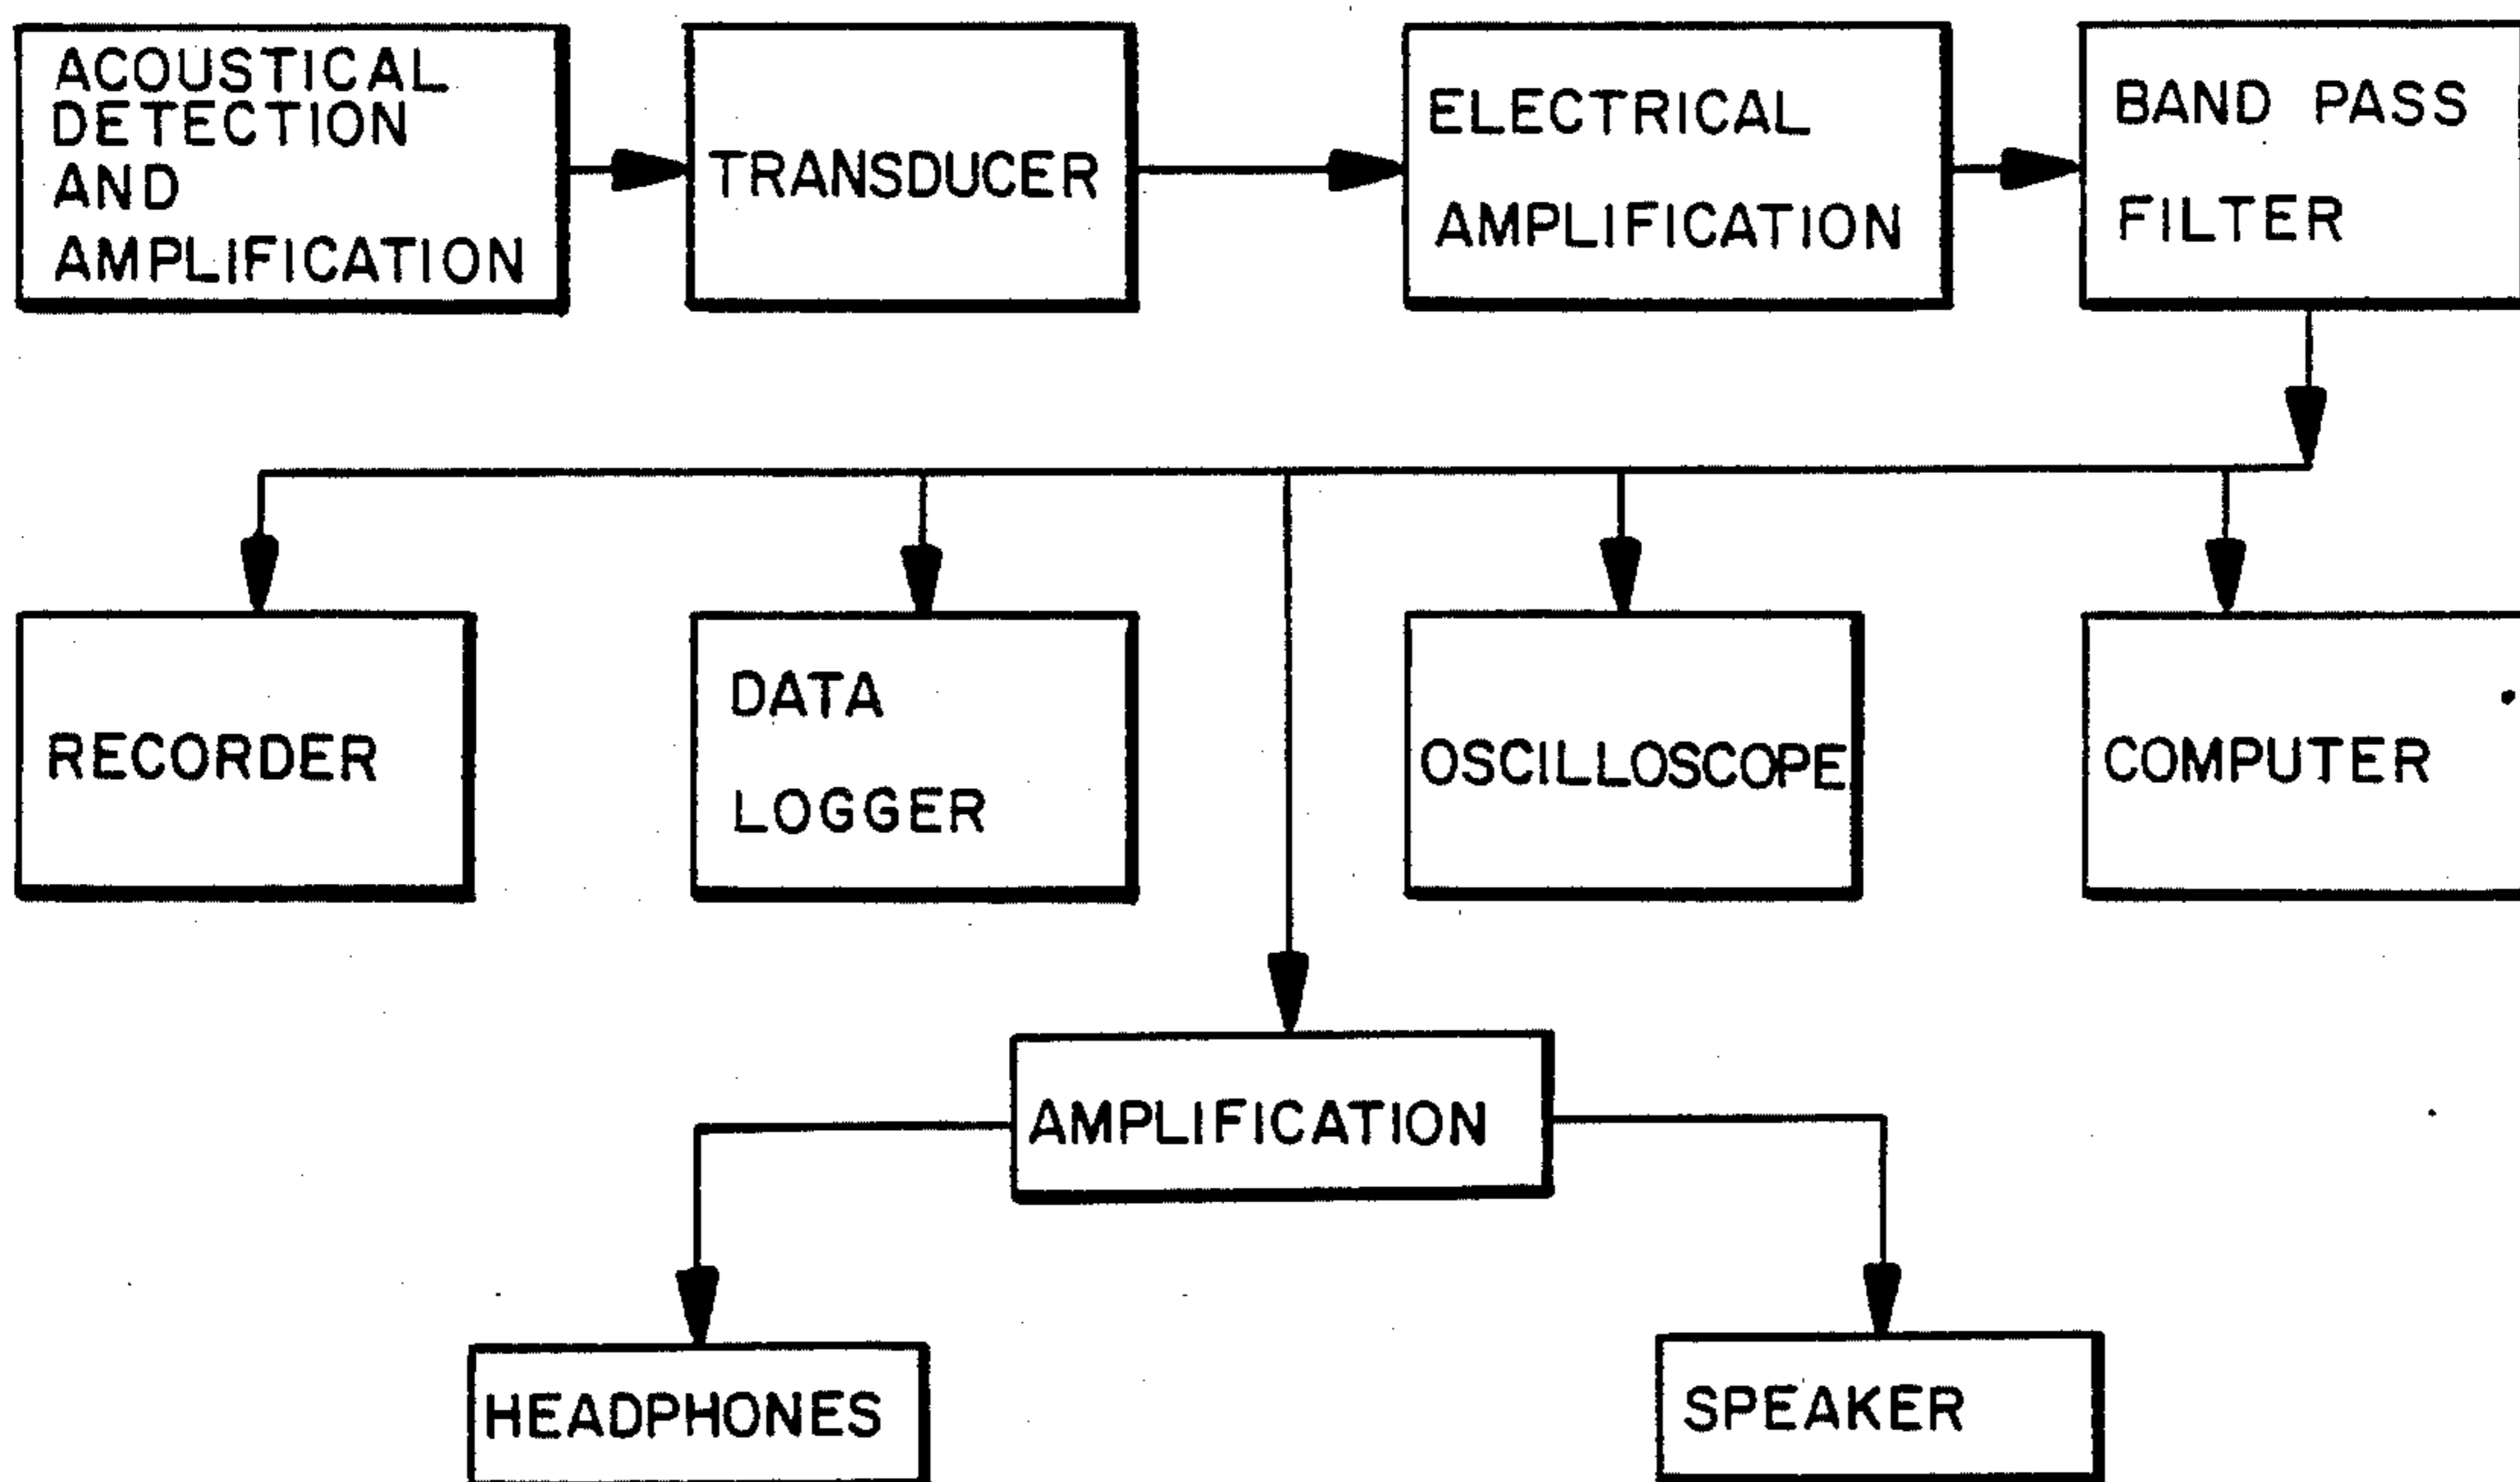 ACOUSTICAL
DETECTION
AND
AMPLIFICATION
TRANSDUCER
ELECTRICAL
AMPLIFICATION
BAND PASS
FILTER
RECORDER
DATA
LOGGER
OSCILLOSCOPE
COMPUTER
AMPLIFICATION
HEADPHONES
SPEAKER